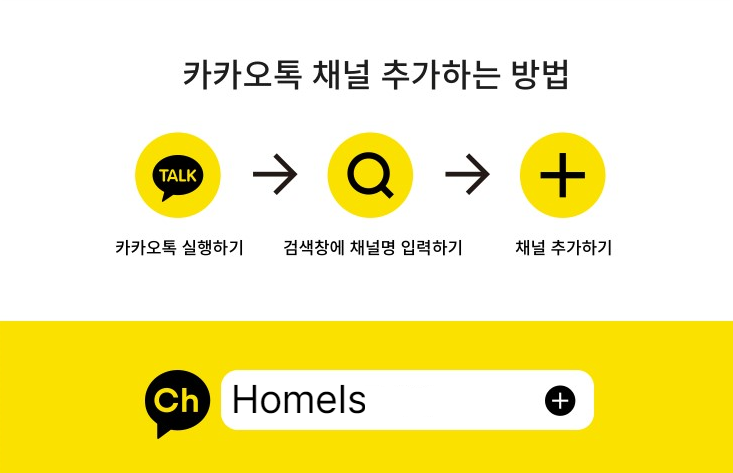 카카오톡 채널 추가하는 방법
TALK
카카오톡 실행하기
검색창에 채널명 입력하기
채널 추가하기
Ch Homels